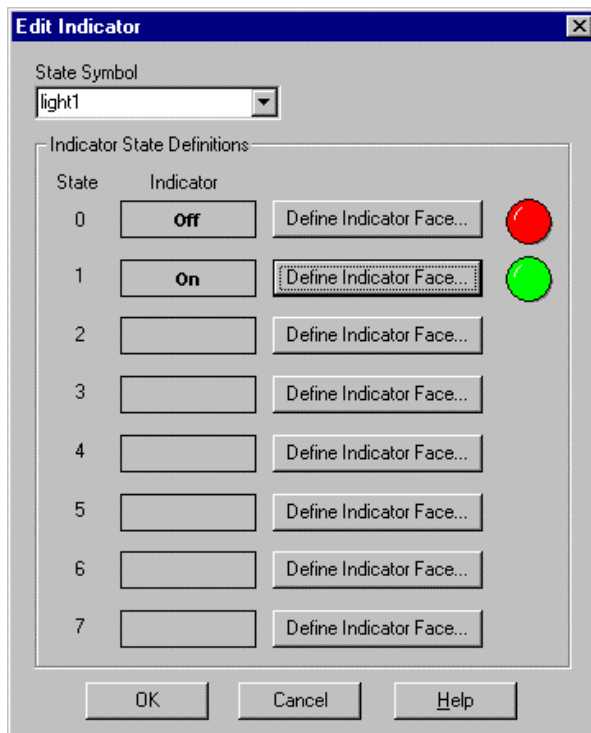 Edit Indicator
State Symbol
light1
Indicator State Definitions
State Indicator
0 Off Define Indicator Face...
1 On Define Indicator Face...
2 Define Indicator Face...
3 Define Indicator Face...
4 Define Indicator Face...
5 Define Indicator Face...
6 Define Indicator Face...
7 Define Indicator Face...
OK Cancel Help